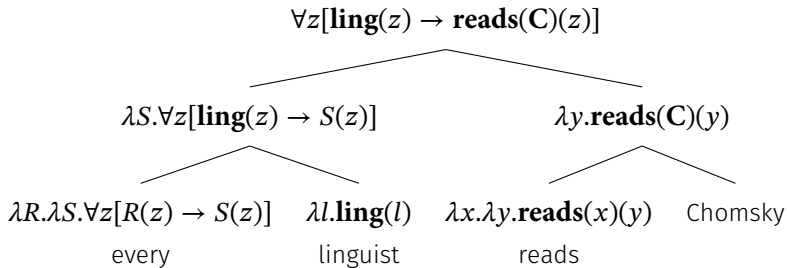 ∀z[ling(z) → reads(C)(z)]
λS.∀z[ling(z) → S(z)] λy.reads(C)(y)
λR.λS.∀z[R(z) → S(z)] λl.ling(l) λx.λy.reads(x)(y) Chomsky
every linguist reads